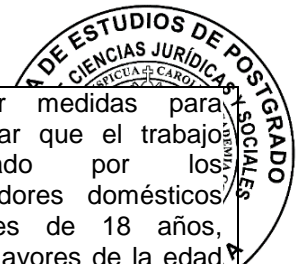 DE ESTUDIOS DE POSTGRADO
CIENCIAS JURÍDICAS Y SOCIALES
r medidas para
ar que el trabajo
ado por los
dores domésticos
es de 18 años,
ayores de la edad